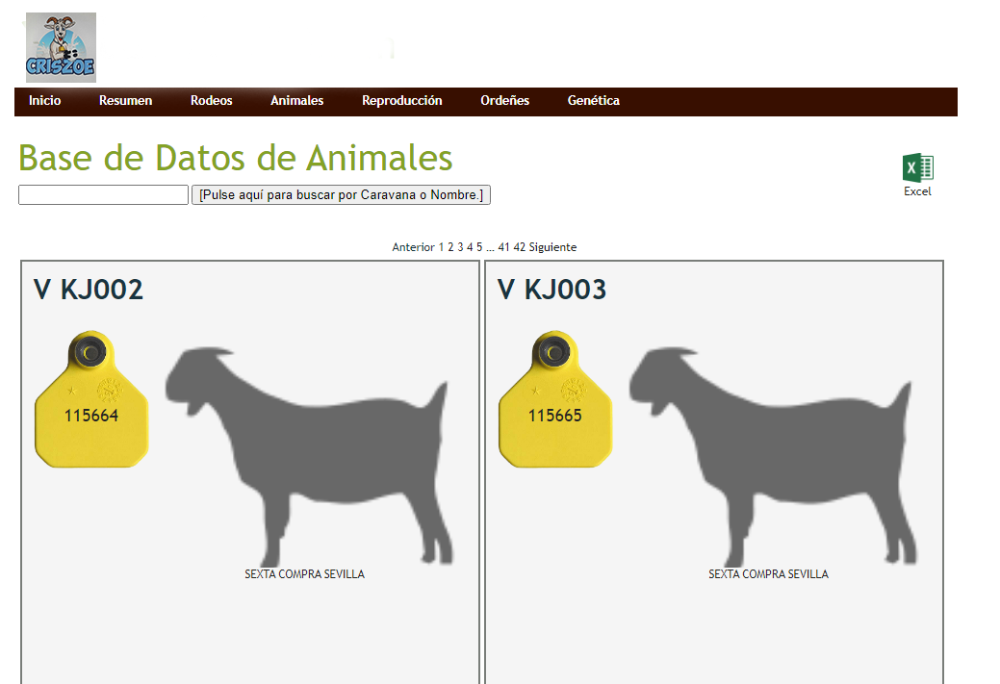 CRISZOE
Inicio Resumen Rodeos Animales Reproducción Ordeñes Genética
Base de Datos de Animales
[Pulse aquí para buscar por Caravana o Nombre.]
Excel
Anterior 1 2 3 4 5 ... 41 42 Siguiente
V KJ002
115664
SEXTA COMPRA SEVILLA
V KJ003
115665
SEXTA COMPRA SEVILLA